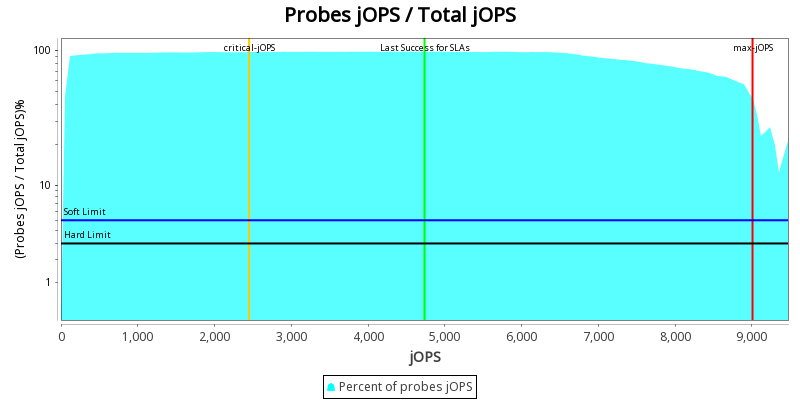 Probes jOPS / Total jOPS
critical-jOPS
Last Success for SLAs
max-jOPS
(Probes jOPS / Total jOPS)%
100
10
1
Soft Limit
Hard Limit
0
1,000
2,000
3,000
4,000
5,000
6,000
7,000
8,000
9,000
jOPS
Percent of probes jOPS